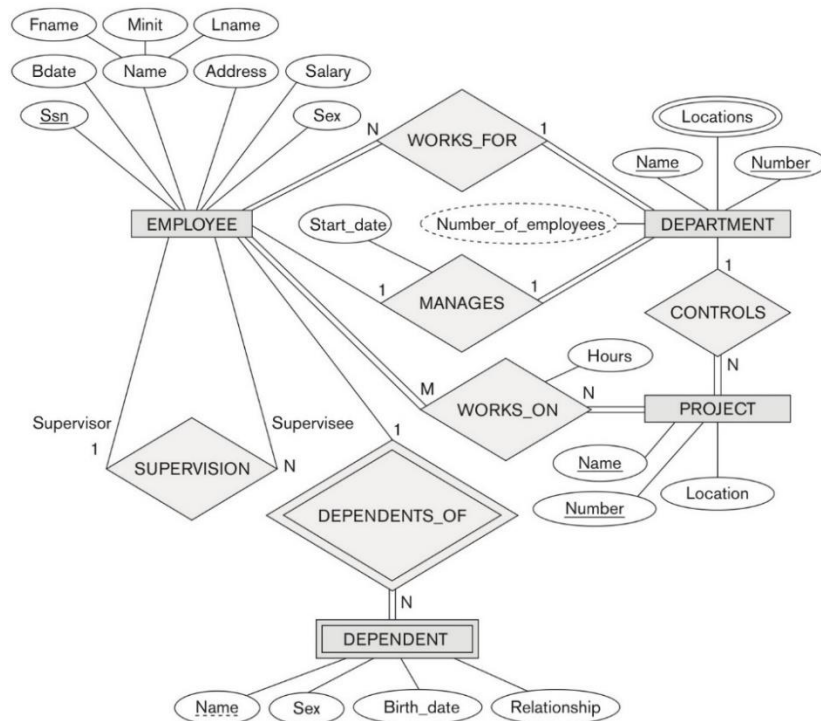 Fname
Minit
Lname
Bdate
Name
Address
Salary
Ssn
Sex
N
WORKS_FOR
1
Locations
Name
Number
EMPLOYEE
Start_date
Number_of_employees
DEPARTMENT
1
MANAGES
1
1
CONTROLS
N
Hours
M
WORKS_ON
N
PROJECT
Supervisor
1
Supervisee
N
SUPERVISION
1
Name
Number
Location
DEPENDENTS_OF
N
DEPENDENT
Name
Sex
Birth_date
Relationship